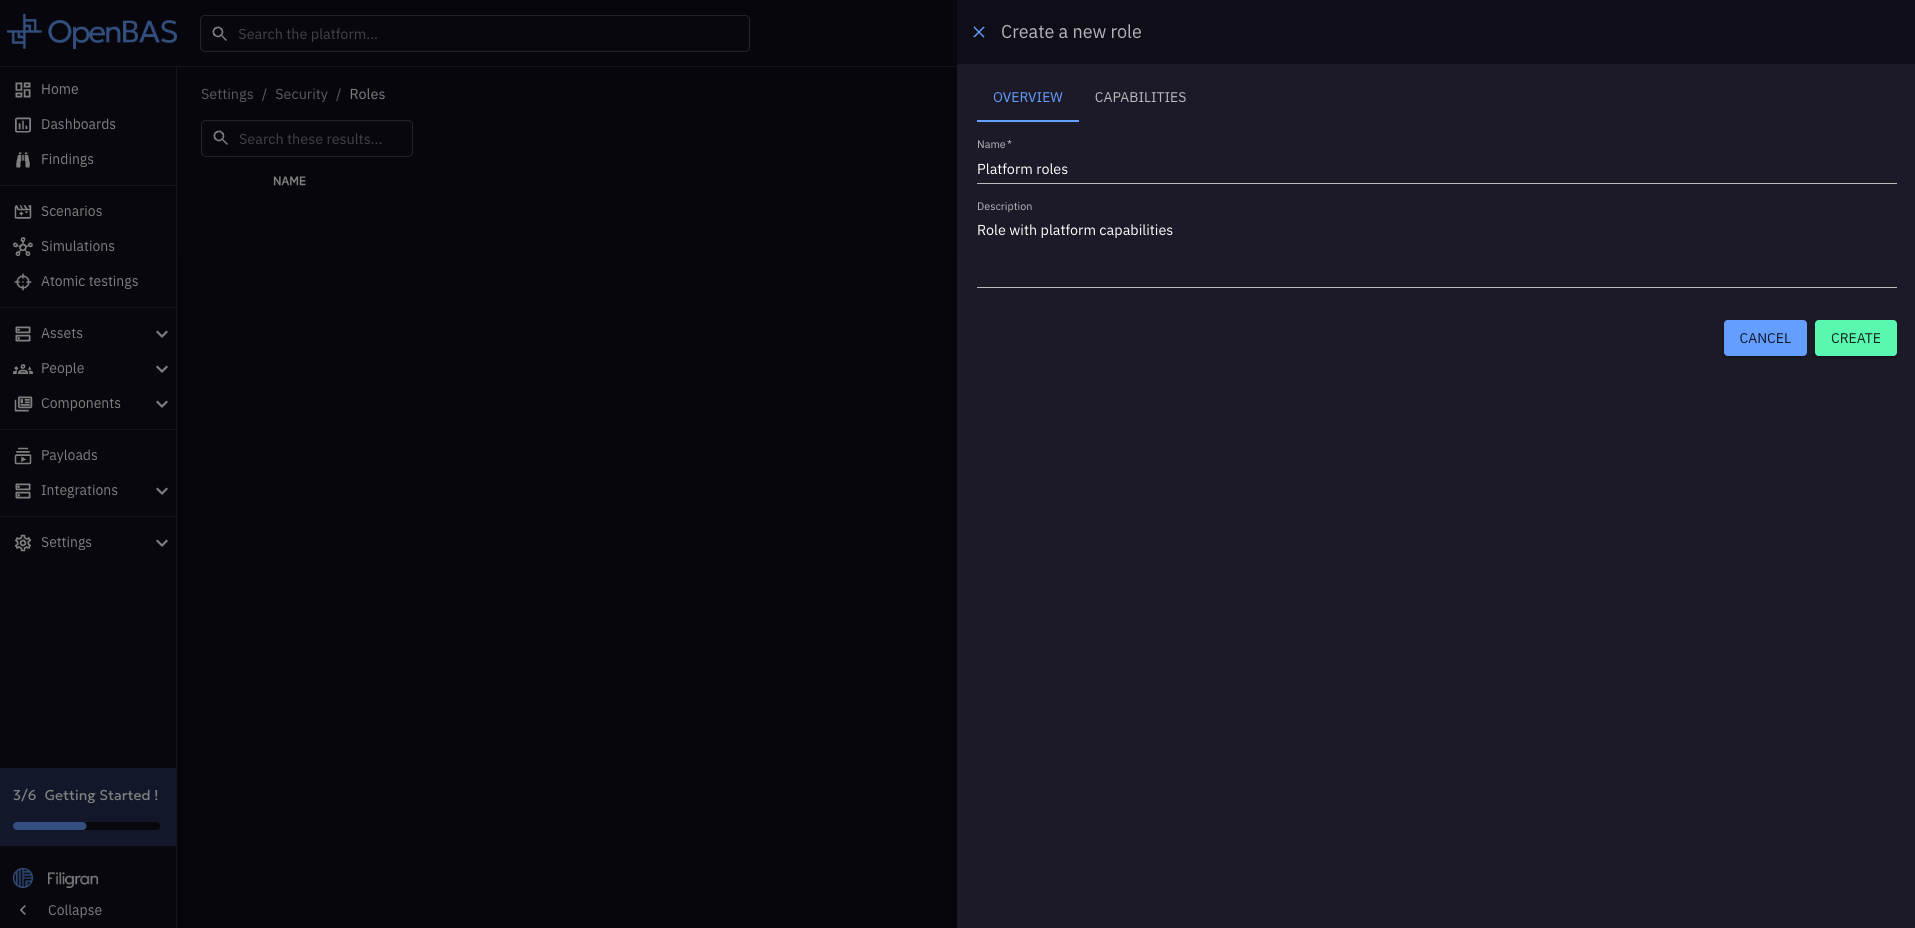 OpenBAS
Search the platform...
Home
Dashboards
Findings
Scenarios
Simulations
Atomic testings
Assets
People
Components
Payloads
Integrations
Settings
3/6 Getting Started !
Filigran
Collapse
Settings / Security / Roles
Search these results...
NAME
Create a new role
OVERVIEW CAPABILITIES
Name *
Platform roles
Description
Role with platform capabilities
CANCEL CREATE